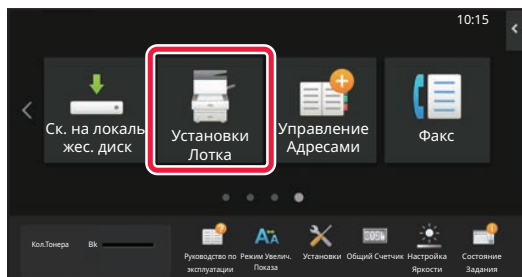 10:15
Ск. на локаль
жес. диск
Установки
Лотка
Управление
Адресами
Факс
Кол.Тонера Bk
Руководство по
эксплуатации
Режим Увелич.
Показа
Установки
Общий Счетчик
Настройка
Яркости
Состояние
Задания